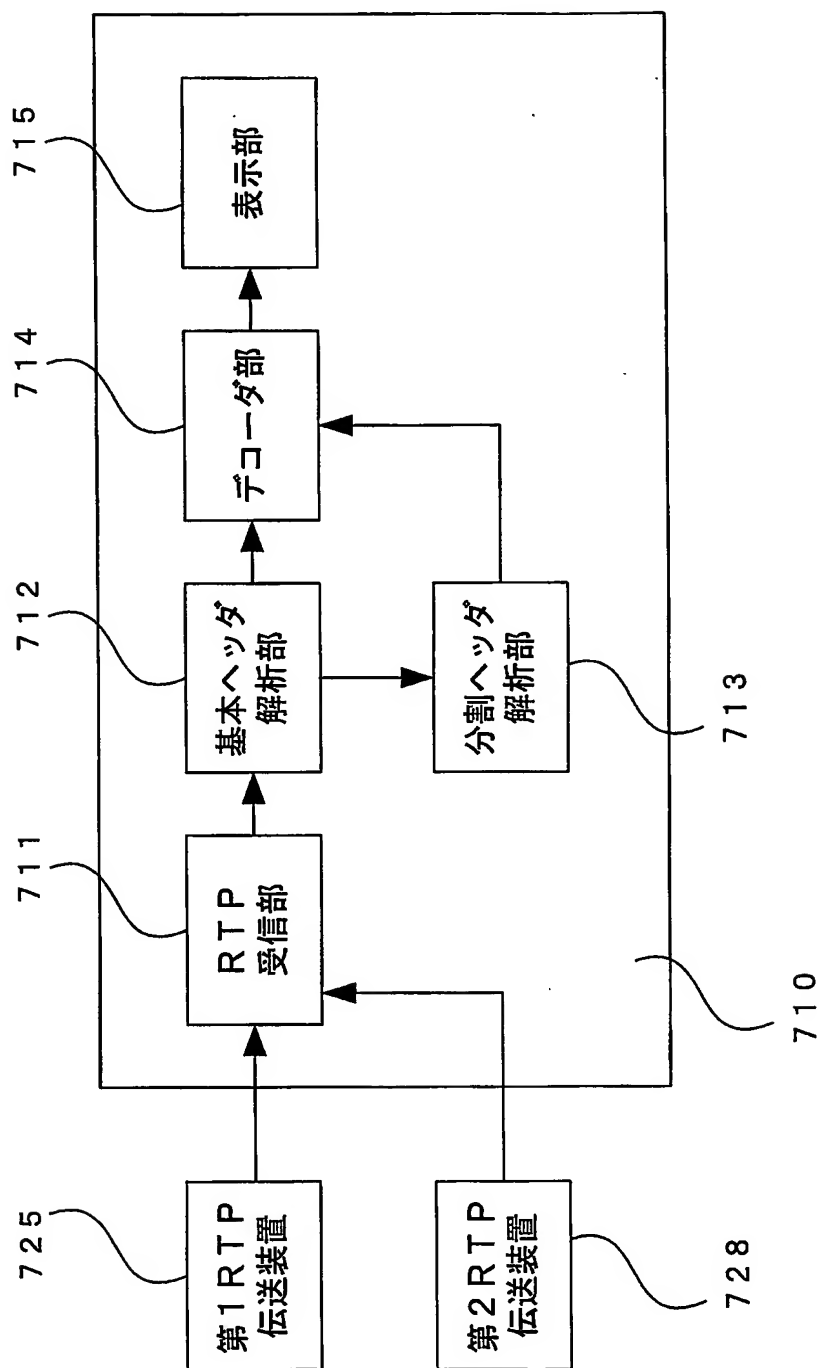 725
第1RTP
伝送装置
728
第2RTP
伝送装置
710
711
RTP
受信部
712
基本ヘッダ
解析部
713
分割ヘッダ
解析部
714
デコーダ部
715
表示部